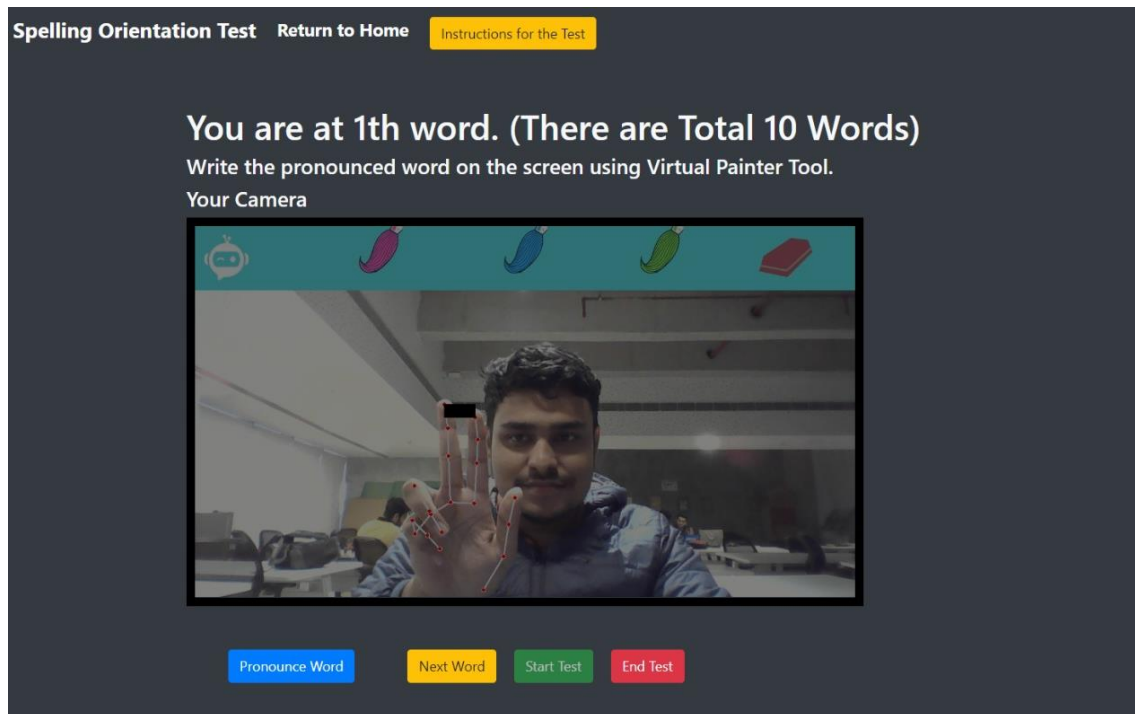 Spelling Orientation Test Return to Home Instructions for the Test
You are at 1th word. (There are Total 10 Words)
Write the pronounced word on the screen using Virtual Painter Tool.
Your Camera
Pronounce Word Next Word Start Test End Test